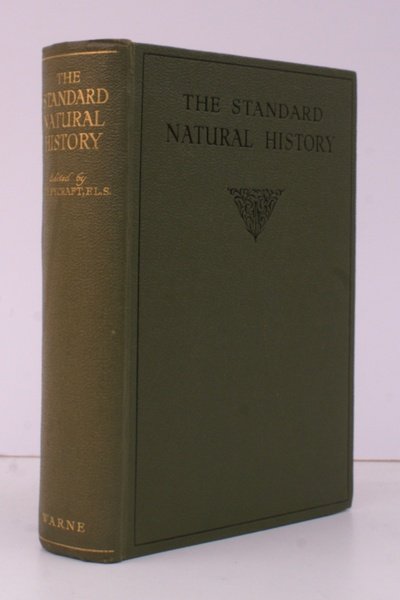 THE
STANDARD
NATURAL
HISTORY
Edited by
PYCRAFT, F.L.S.
WARNE
THE STANDARD
NATURAL HISTORY